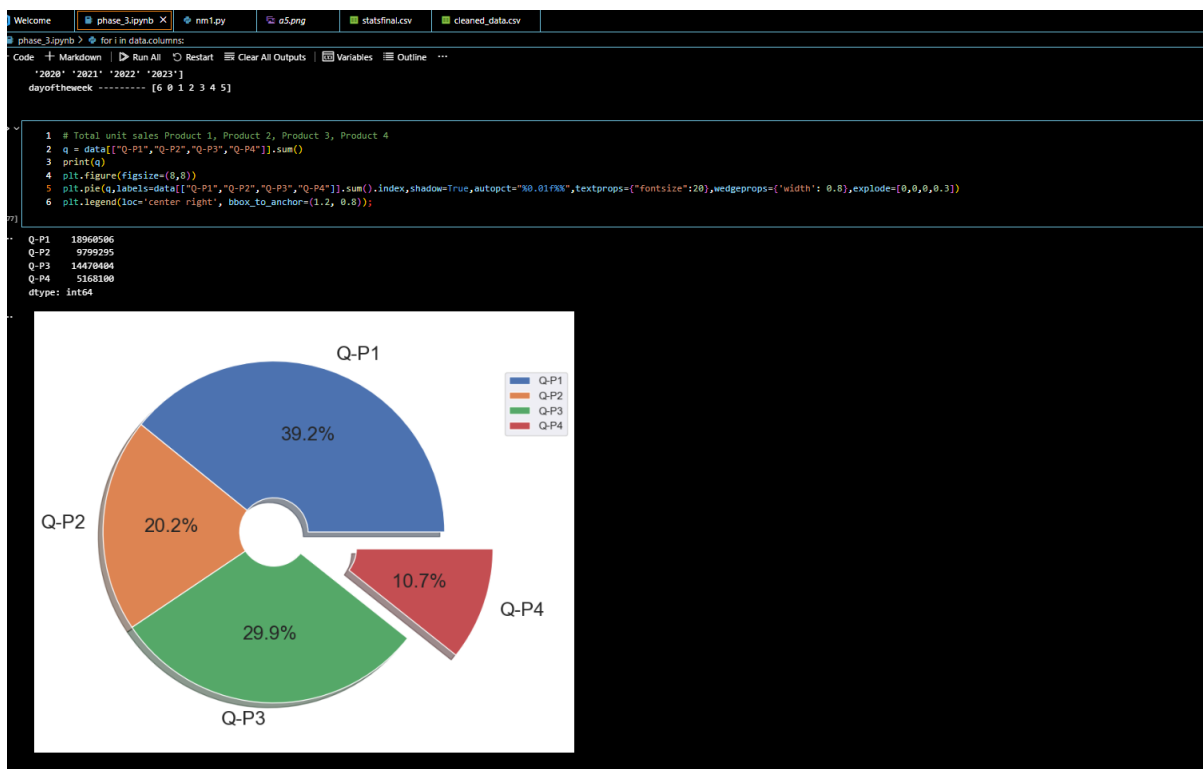 Welcome
phase_3.ipynb ×
nm1.py
a5.png
statsfinal.csv
cleaned_data.csv
phase_3.ipynb > for i in data.columns:
Code + Markdown | Run All Restart Clear All Outputs | Variables Outline ...
'2020' '2021' '2022' '2023']
dayoftheweek --------- [6 0 1 2 3 4 5]
1 # Total unit sales Product 1, Product 2, Product 3, Product 4
2 q = data[["Q-P1","Q-P2","Q-P3","Q-P4"]].sum()
3 print(q)
4 plt.figure(figsize=(8,8))
5 plt.pie(q,labels=data[["Q-P1","Q-P2","Q-P3","Q-P4"]].sum().index,shadow=True,autopct="%0.01f%%",textprops={"fontsize":20},wedgeprops={'width': 0.8},explode=[0,0,0,0.3])
6 plt.legend(loc='center right', bbox_to_anchor=(1.2, 0.8));
77]
Q-P1 18960506
Q-P2 9799295
Q-P3 14470404
Q-P4 5168100
dtype: int64
Q-P1
Q-P1
Q-P2
Q-P3
Q-P4
39.2%
Q-P2
20.2%
10.7%
Q-P4
29.9%
Q-P3